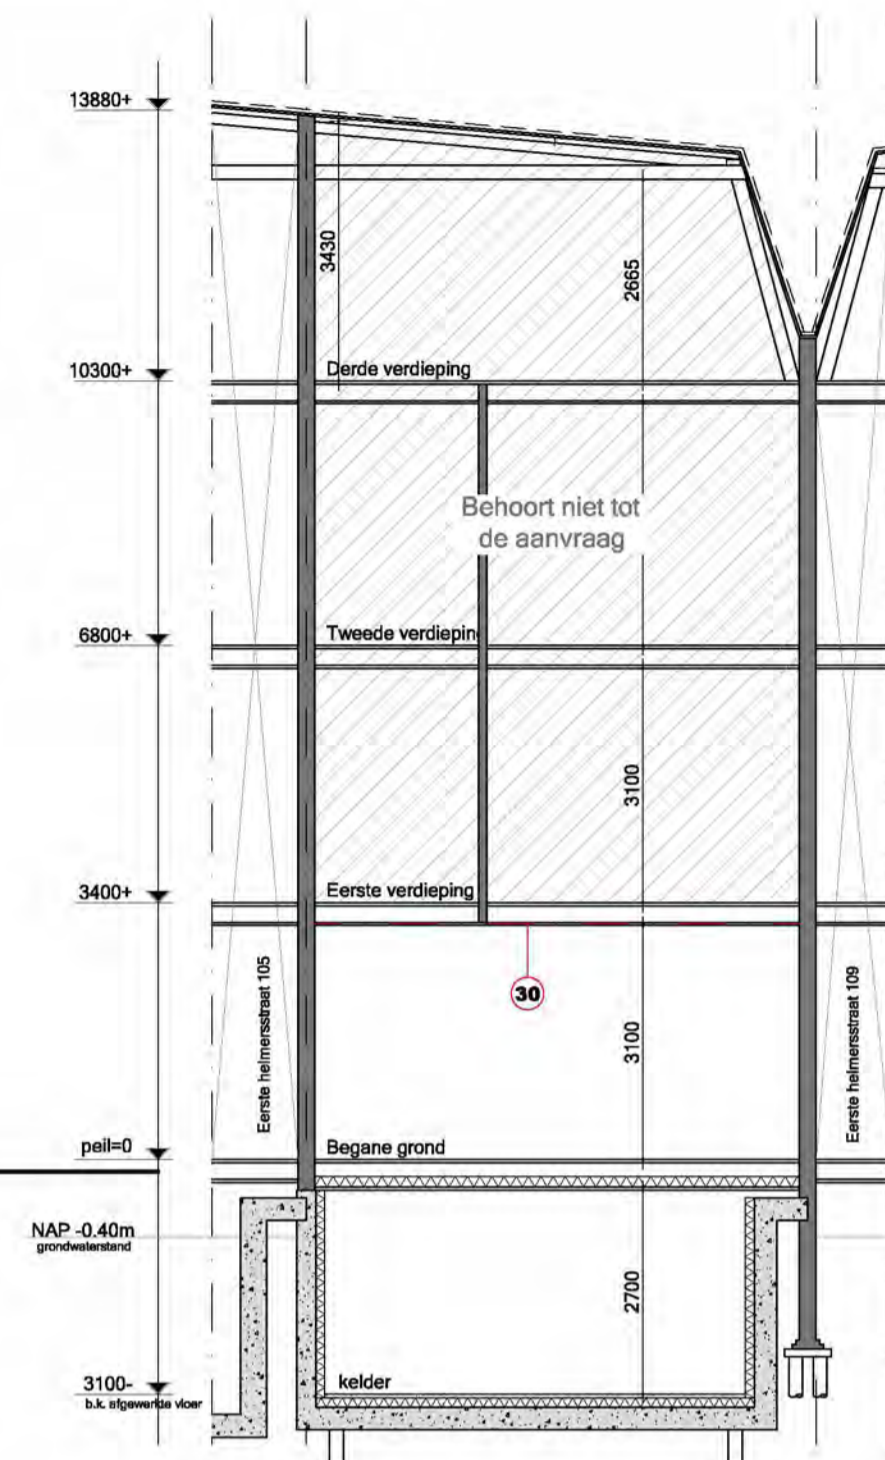 13880+
3430
2665
10300+
Derde verdieping
Behoort niet tot
de aanvraag
6800+
Tweede verdieping
3100
3400+
Eerste verdieping
30
Eerste helmersstraat 105
3100
Eerste helmersstraat 109
peil=0
Begane grond
NAP -0.40m
grondwaterstand
2700
3100-
b.k. afgewerkte vloer
kelder